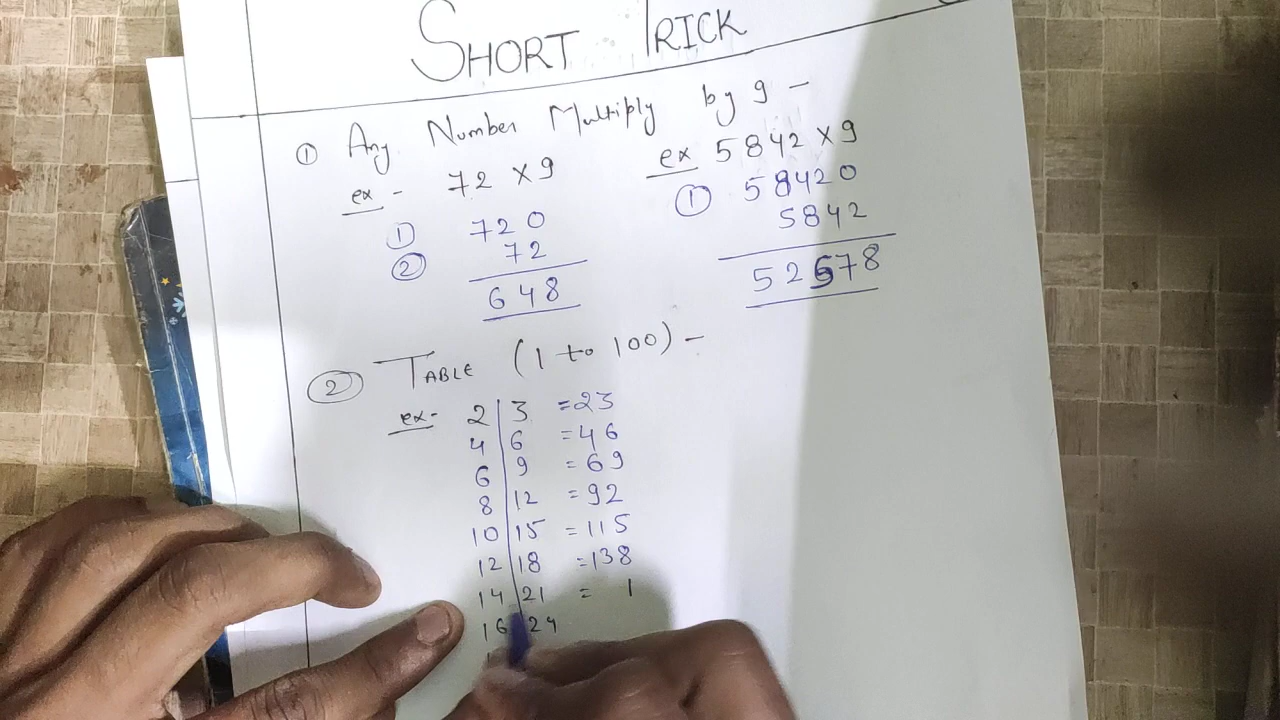 SHORT TRICK
① Any Number Multiply by 9 -
ex - 72 × 9
① 720
② 72
648
ex 5842 × 9
① 58420
5842
52578
② TABLE (1 to 100) -
ex- 2 | 3 = 23
4 | 6 = 46
6 | 9 = 69
8 | 12 = 92
10 | 15 = 115
12 | 18 = 138
14 | 21 = 1
16 | 24